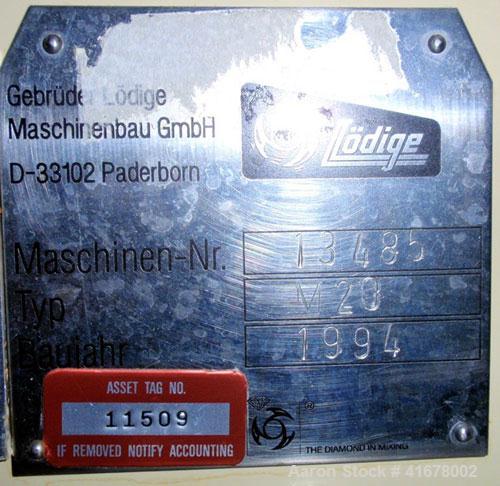 Gebrüder Lödige
Maschinenbau GmbH
D-33102 Paderborn
Lödige
Maschinen-Nr. 13485
Typ M20
Baujahr 1994
ASSET TAG NO.
11509
IF REMOVED NOTIFY ACCOUNTING
®
THE DIAMOND IN MIXING
Aaron Stock # 41678002